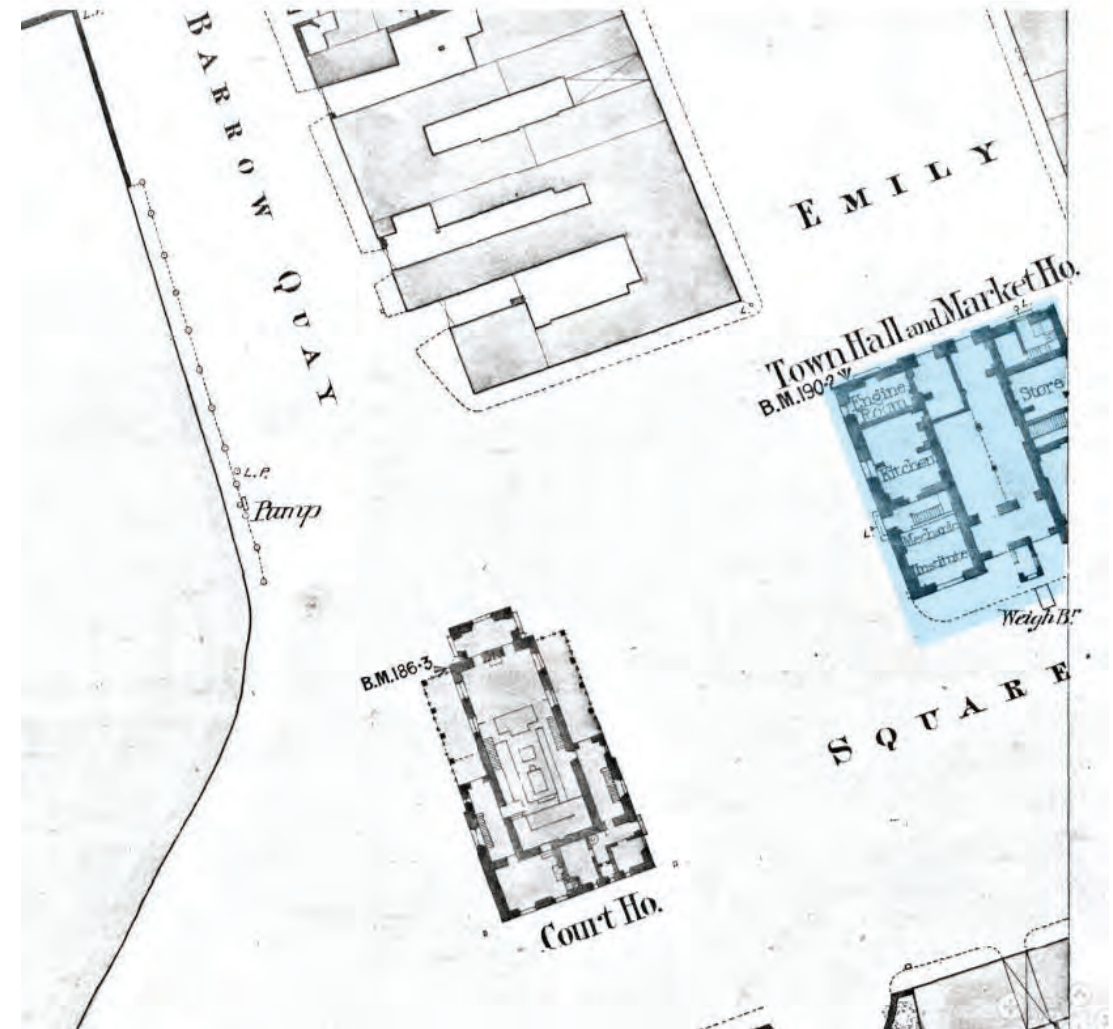 BARROW QUAY
EMILY
Town Hall and Market Ho.
B.M.190·2
Engine
Room
Store
Kitchen
Mechanic
Institute
L.P.
Pump
Weigh Br.
B.M.186·3
SQUARE
Court Ho.